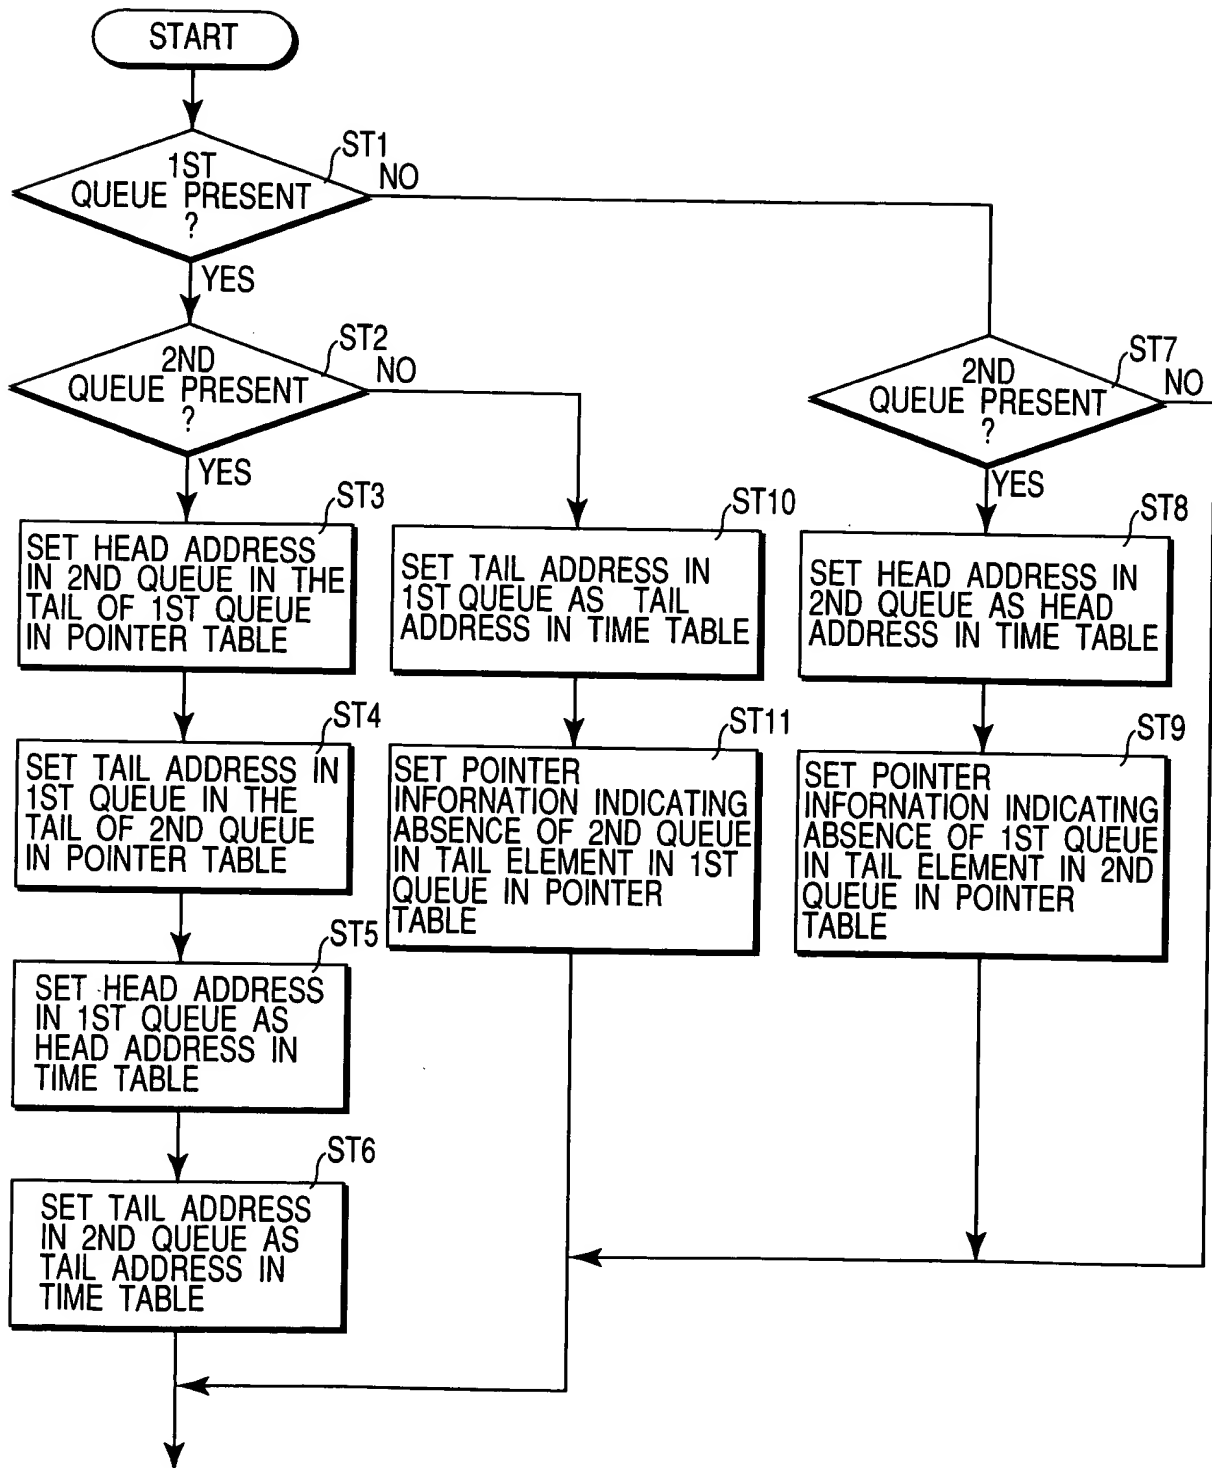 START
ST1
1ST
QUEUE PRESENT
?
NO
YES
ST2
2ND
QUEUE PRESENT
?
NO
YES
ST7
2ND
QUEUE PRESENT
?
NO
YES
ST3
SET HEAD ADDRESS
IN 2ND QUEUE IN THE
TAIL OF 1ST QUEUE
IN POINTER TABLE
ST10
SET TAIL ADDRESS IN
1ST QUEUE AS TAIL
ADDRESS IN TIME TABLE
ST8
SET HEAD ADDRESS IN
2ND QUEUE AS HEAD
ADDRESS IN TIME TABLE
ST4
SET TAIL ADDRESS IN
1ST QUEUE IN THE
TAIL OF 2ND QUEUE
IN POINTER TABLE
ST11
SET POINTER
INFORNATION INDICATING
ABSENCE OF 2ND QUEUE
IN TAIL ELEMENT IN 1ST
QUEUE IN POINTER
TABLE
ST9
SET POINTER
INFORNATION INDICATING
ABSENCE OF 1ST QUEUE
IN TAIL ELEMENT IN 2ND
QUEUE IN POINTER
TABLE
ST5
SET HEAD ADDRESS
IN 1ST QUEUE AS
HEAD ADDRESS IN
TIME TABLE
ST6
SET TAIL ADDRESS
IN 2ND QUEUE AS
TAIL ADDRESS IN
TIME TABLE